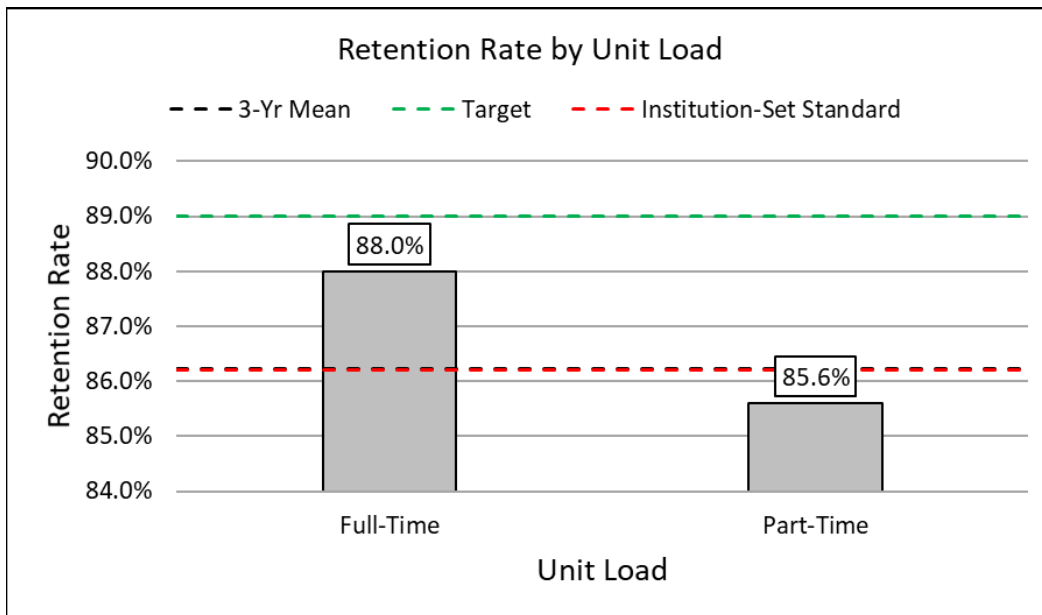 Retention Rate by Unit Load
3-Yr Mean Target Institution-Set Standard
Retention Rate
90.0%
89.0%
88.0%
87.0%
86.0%
85.0%
84.0%
88.0%
85.6%
Full-Time Part-Time
Unit Load